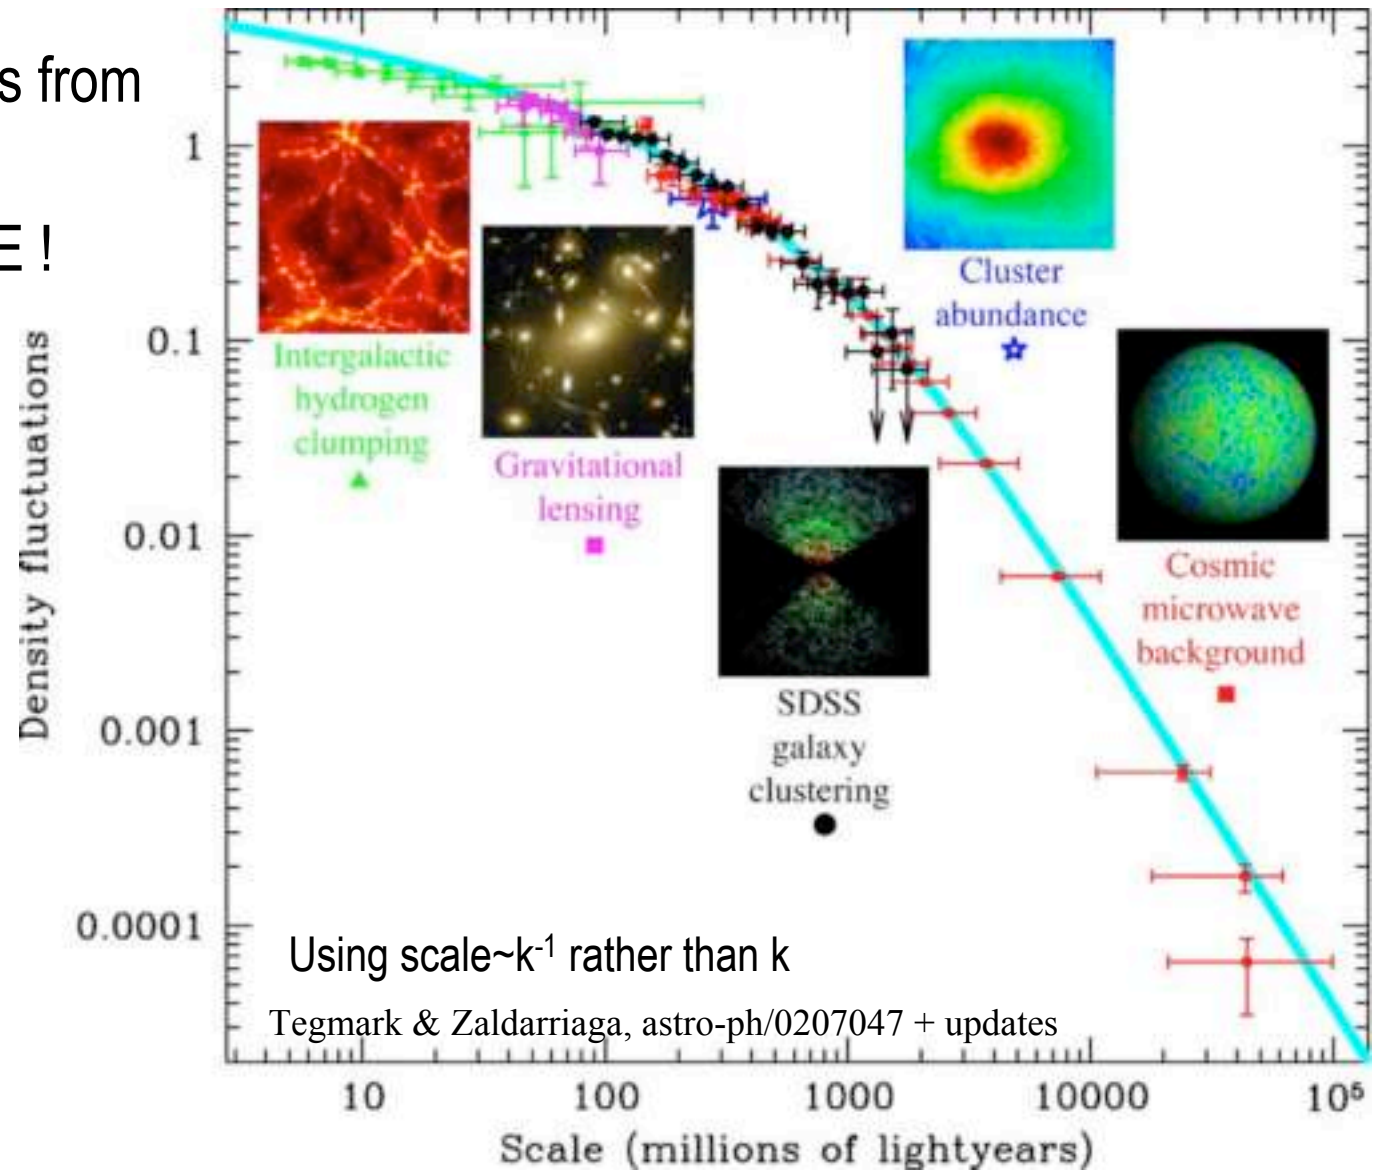 s from
E !
Density fluctuations
1
0.1
0.01
0.001
0.0001
Intergalactic
hydrogen
clumping
Gravitational
lensing
SDSS
galaxy
clustering
Cluster
abundance
Cosmic
microwave
background
Using scale~k-1 rather than k
Tegmark & Zaldarriaga, astro-ph/0207047 + updates
10
100
1000
10000
10⁵
Scale (millions of lightyears)